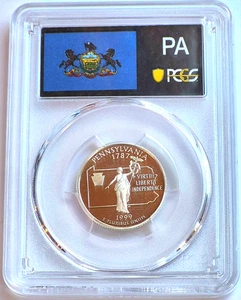 PA
PCGS
PENNSYLVANIA
1787
VIRTUE
LIBERTY
INDEPENDENCE
1999
E PLURIBUS UNUM